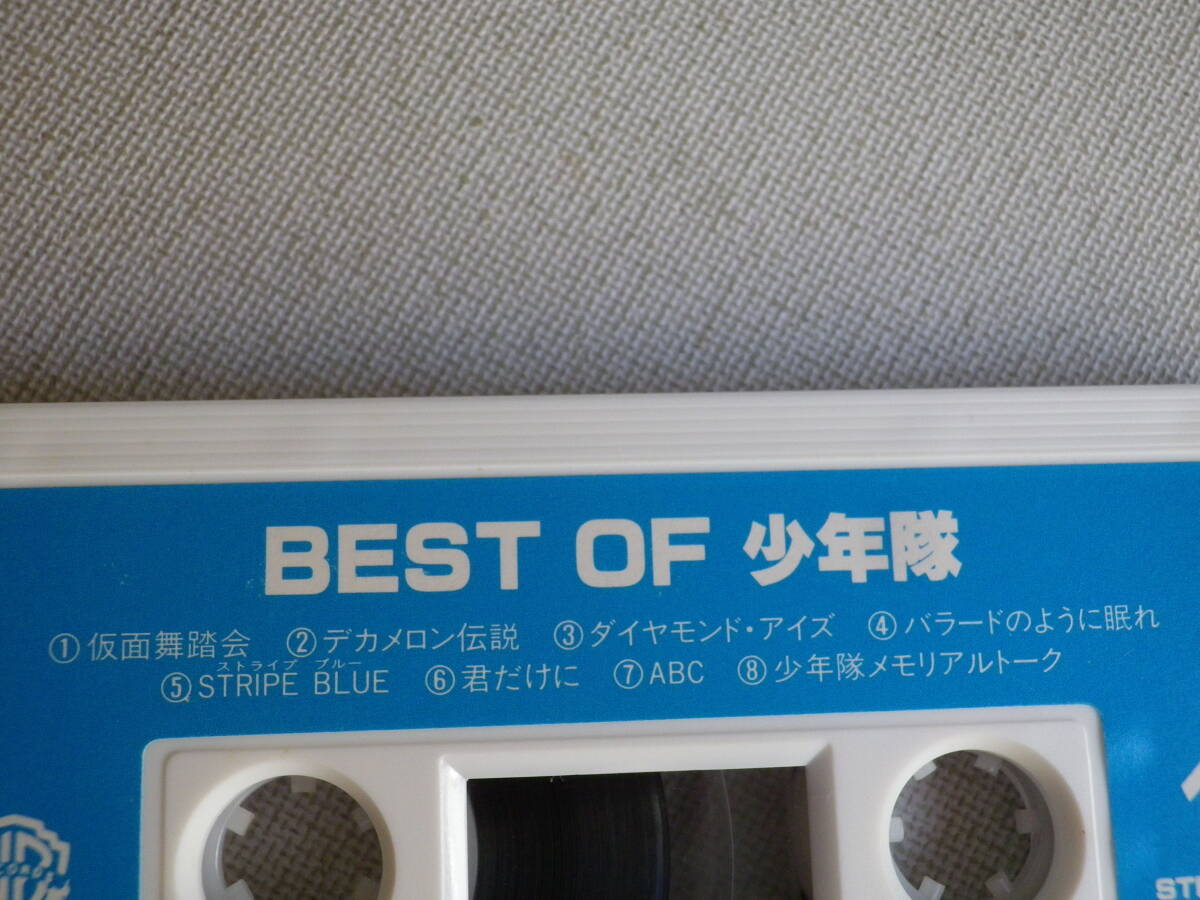 BEST OF 少年隊
①仮面舞踏会 ②デカメロン伝説 ③ダイヤモンド・アイズ ④バラードのように眠れ
ストライプ ブルー
⑤STRIPE BLUE ⑥君だけに ⑦ABC ⑧少年隊メモリアルトーク